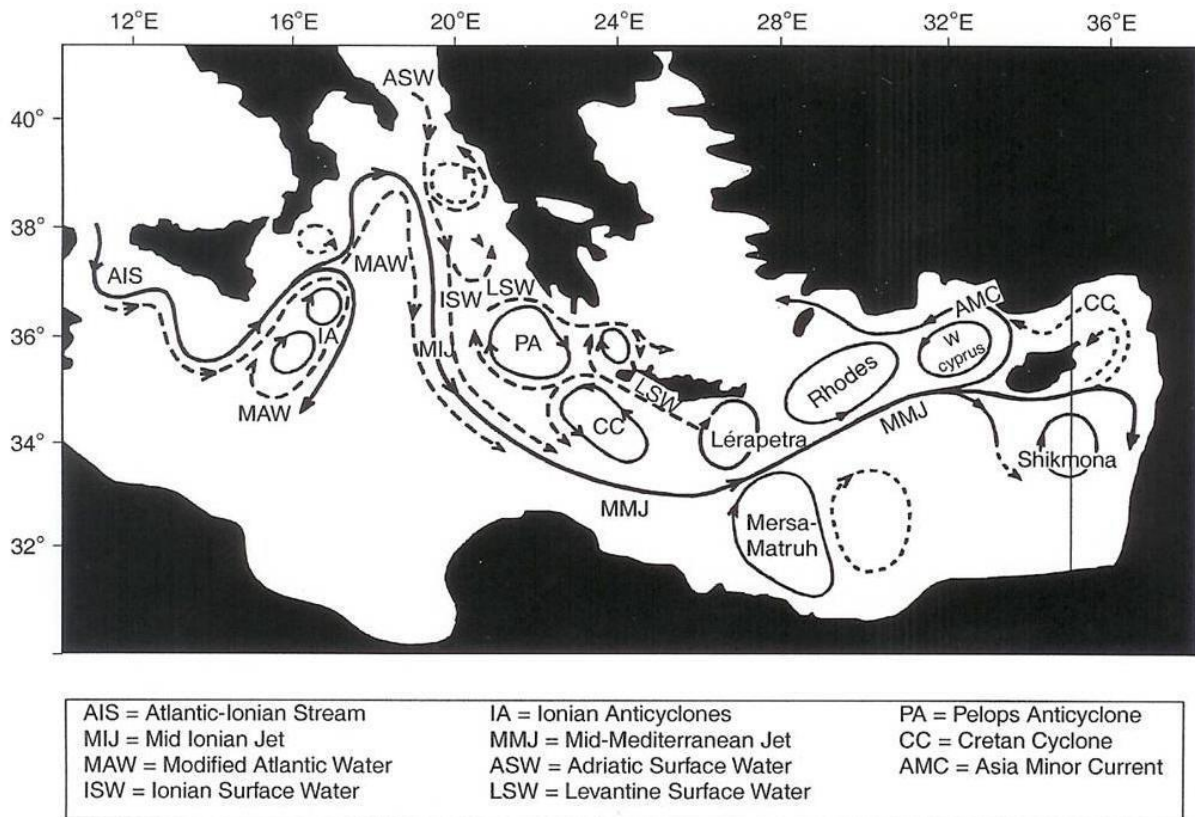 12°E 16°E 20°E 24°E 28°E 32°E 36°E
ASW
40°
38°
AIS
MAW
ISW
LSW
AMC
CC
36°
IA
PA
W
cyprus
MIJ
Rhodes
MAW
LSW
CC
MMJ
34°
Lérapetra
Shikmona
MMJ
Mersa-
Matruh
32°
AIS = Atlantic-Ionian Stream
MIJ = Mid Ionian Jet
MAW = Modified Atlantic Water
ISW = Ionian Surface Water
IA = Ionian Anticyclones
MMJ = Mid-Mediterranean Jet
ASW = Adriatic Surface Water
LSW = Levantine Surface Water
PA = Pelops Anticyclone
CC = Cretan Cyclone
AMC = Asia Minor Current